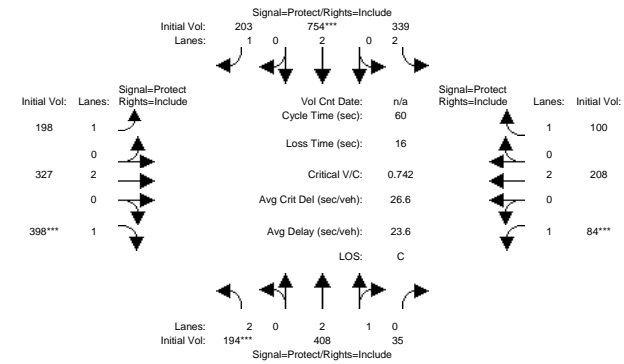 Signal=Protect/Rights=Include
Initial Vol: 203 754*** 339
Lanes: 1 0 2 0 2
Signal=Protect Signal=Protect
Initial Vol: Lanes: Rights=Include Vol Cnt Date: n/a Rights=Include Lanes: Initial Vol:
Cycle Time (sec): 60
198 1 1 100
Loss Time (sec): 16
0 0
327 2 Critical V/C: 0.742 2 208
0 Avg Crit Del (sec/veh): 26.6 0
398*** 1 Avg Delay (sec/veh): 23.6 1 84***
LOS: C
Lanes: 2 0 2 1 0
Initial Vol: 194*** 408 35
Signal=Protect/Rights=Include